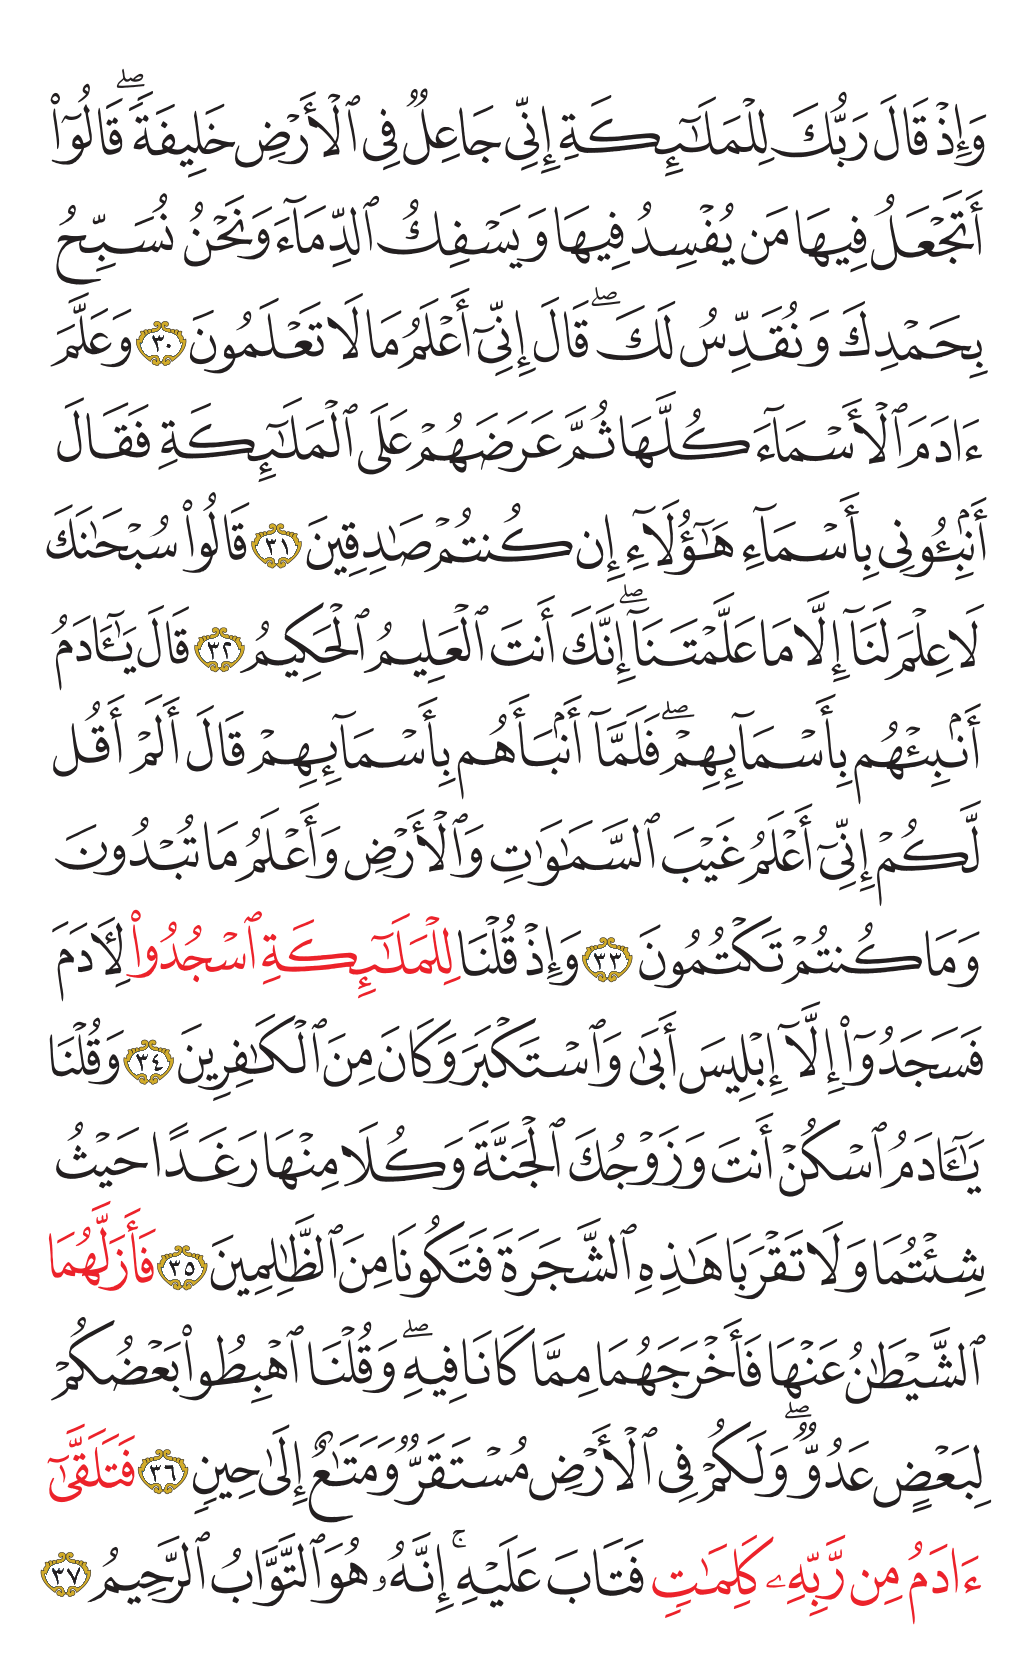 وَإِذْ قَالَ رَبُّكَ لِلْمَلَـٰٓئِكَةِ إِنِّى جَاعِلٌ فِى ٱلْأَرْضِ خَلِيفَةً ۖ قَالُوٓا۟
أَتَجْعَلُ فِيهَا مَن يُفْسِدُ فِيهَا وَيَسْفِكُ ٱلدِّمَآءَ وَنَحْنُ نُسَبِّحُ
بِحَمْدِكَ وَنُقَدِّسُ لَكَ ۖ قَالَ إِنِّىٓ أَعْلَمُ مَا لَا تَعْلَمُونَ ٣٠ وَعَلَّمَ
ءَادَمَ ٱلْأَسْمَآءَ كُلَّهَا ثُمَّ عَرَضَهُمْ عَلَى ٱلْمَلَـٰٓئِكَةِ فَقَالَ
أَنۢبِـُٔونِى بِأَسْمَآءِ هَـٰٓؤُلَآءِ إِن كُنتُمْ صَـٰدِقِينَ ٣١ قَالُوا۟ سُبْحَـٰنَكَ
لَا عِلْمَ لَنَآ إِلَّا مَا عَلَّمْتَنَآ ۖ إِنَّكَ أَنتَ ٱلْعَلِيمُ ٱلْحَكِيمُ ٣٢ قَالَ يَـٰٓـَٔادَمُ
أَنۢبِئْهُم بِأَسْمَآئِهِمْ ۖ فَلَمَّآ أَنۢبَأَهُم بِأَسْمَآئِهِمْ قَالَ أَلَمْ أَقُل
لَّكُمْ إِنِّىٓ أَعْلَمُ غَيْبَ ٱلسَّمَـٰوَٰتِ وَٱلْأَرْضِ وَأَعْلَمُ مَا تُبْدُونَ
وَمَا كُنتُمْ تَكْتُمُونَ ٣٣ وَإِذْ قُلْنَا لِلْمَلَـٰٓئِكَةِ ٱسْجُدُوا۟ لِـَٔادَمَ
فَسَجَدُوٓا۟ إِلَّآ إِبْلِيسَ أَبَىٰ وَٱسْتَكْبَرَ وَكَانَ مِنَ ٱلْكَـٰفِرِينَ ٣٤ وَقُلْنَا
يَـٰٓـَٔادَمُ ٱسْكُنْ أَنتَ وَزَوْجُكَ ٱلْجَنَّةَ وَكُلَا مِنْهَا رَغَدًا حَيْثُ
شِئْتُمَا وَلَا تَقْرَبَا هَـٰذِهِ ٱلشَّجَرَةَ فَتَكُونَا مِنَ ٱلظَّـٰلِمِينَ ٣٥ فَأَزَلَّهُمَا
ٱلشَّيْطَـٰنُ عَنْهَا فَأَخْرَجَهُمَا مِمَّا كَانَا فِيهِ ۖ وَقُلْنَا ٱهْبِطُوا۟ بَعْضُكُمْ
لِبَعْضٍ عَدُوٌّ ۖ وَلَكُمْ فِى ٱلْأَرْضِ مُسْتَقَرٌّ وَمَتَـٰعٌ إِلَىٰ حِينٍ ٣٦ فَتَلَقَّىٰٓ
ءَادَمُ مِن رَّبِّهِۦ كَلِمَـٰتٍ فَتَابَ عَلَيْهِ ۚ إِنَّهُۥ هُوَ ٱلتَّوَّابُ ٱلرَّحِيمُ ٣٧